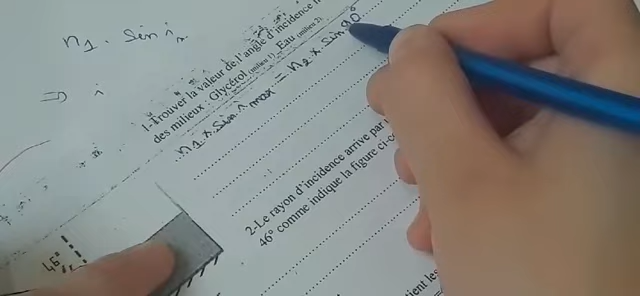 n1 . Sin i
⇒ i
1-Trouver la valeur de l'angle d'incidence
des milieux : Glycérol (milieu 1), Eau (milieu 2)
n1 × sin i max = n2 × sin 90°
2-Le rayon d'incidence arrive par
46° comme indique la figure ci-
46°